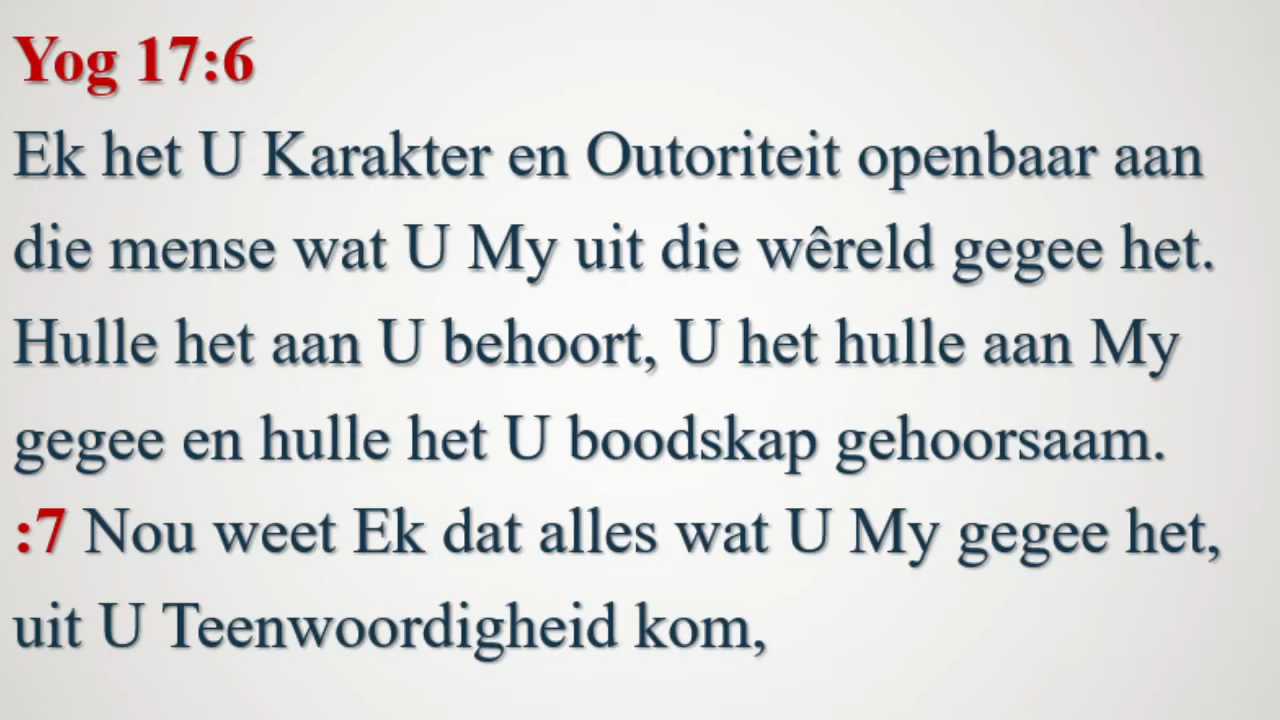 Yog 17:6
Ek het U Karakter en Outoriteit openbaar aan
die mense wat U My uit die wêreld gegee het.
Hulle het aan U behoort, U het hulle aan My
gegee en hulle het U boodskap gehoorsaam.
:7 Nou weet Ek dat alles wat U My gegee het,
uit U Teenwoordigheid kom,